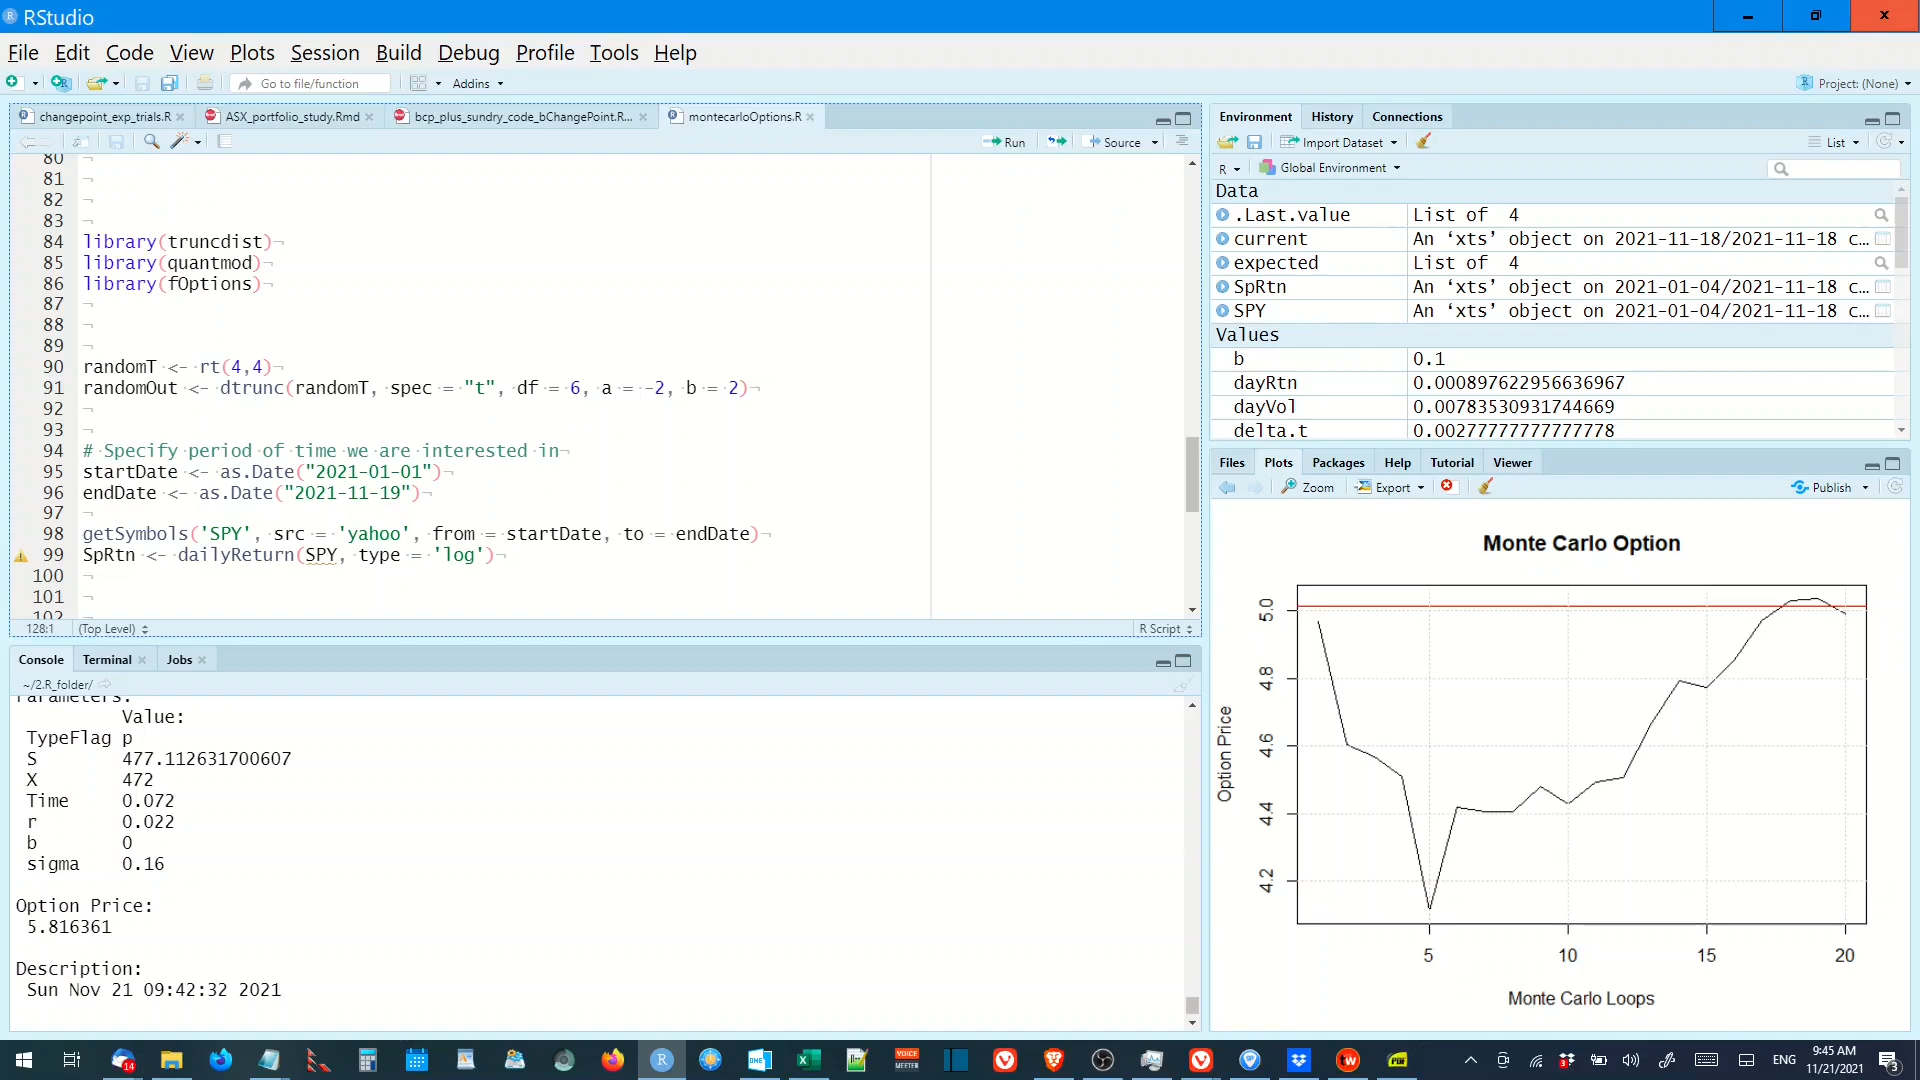 RStudio
File Edit Code View Plots Session Build Debug Profile Tools Help
Go to file/function
Addins
Project: (None)
changepoint_exp_trials.R
ASX_portfolio_study.Rmd
bcp_plus_sundry_code_bChangePoint.R...
montecarloOptions.R
Run
Source
80
81
82
83
84 library(truncdist)
85 library(quantmod)
86 library(fOptions)
87
88
89
90 randomT <- rt(4,4)
91 randomOut <- dtrunc(randomT, spec = "t", df = 6, a = -2, b = 2)
92
93
94 # Specify period of time we are interested in
95 startDate <- as.Date("2021-01-01")
96 endDate <- as.Date("2021-11-19")
97
98 getSymbols('SPY', src = 'yahoo', from = startDate, to = endDate)
99 SpRtn <- dailyReturn(SPY, type = 'log')
100
101
102
128:1 (Top Level)
R Script
Console Terminal Jobs
~/2.R_folder/
Parameters:
Value:
TypeFlag p
S 477.112631700607
X 472
Time 0.072
r 0.022
b 0
sigma 0.16
Option Price:
5.816361
Description:
Sun Nov 21 09:42:32 2021
Environment History Connections
Import Dataset
List
R Global Environment
Data
.Last.value List of 4
current An ‘xts’ object on 2021-11-18/2021-11-18 c…
expected List of 4
SpRtn An ‘xts’ object on 2021-01-04/2021-11-18 c…
SPY An ‘xts’ object on 2021-01-04/2021-11-18 c…
Values
b 0.1
dayRtn 0.000897622956636967
dayVol 0.00783530931744669
delta.t 0.00277777777777778
Files Plots Packages Help Tutorial Viewer
Zoom Export Publish
Monte Carlo Option
Option Price
5.0
4.8
4.6
4.4
4.2
5 10 15 20
Monte Carlo Loops
14
ONE
VOICE MEETER
PDF
3
ENG
9:45 AM
11/21/2021
3